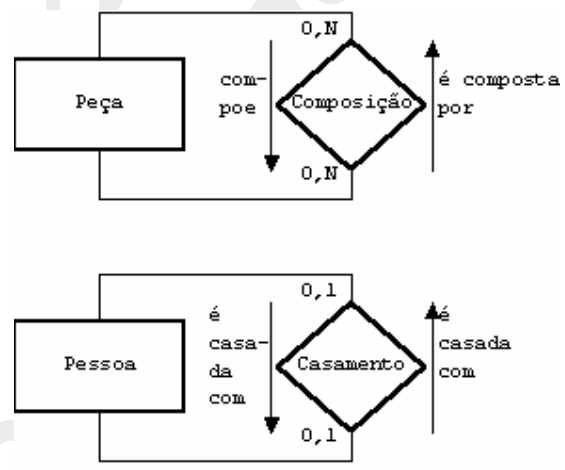 0,N
com-
poe
Peça
Composição
é composta
por
0,N
0,1
é
casa-
da
com
Pessoa
Casamento
é
casada
com
0,1